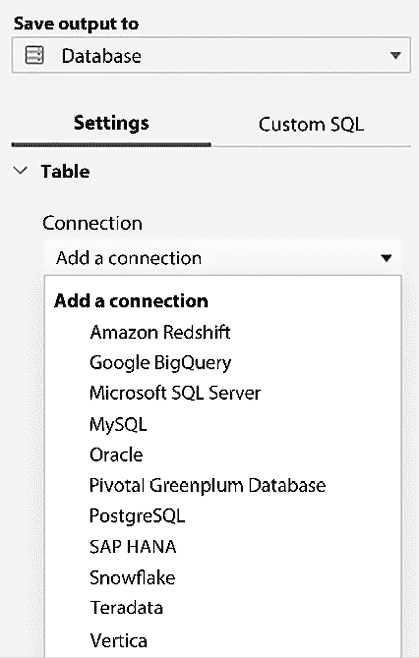 Save output to
Database
Settings
Custom SQL
Table
Connection
Add a connection
Add a connection
Amazon Redshift
Google BigQuery
Microsoft SQL Server
MySQL
Oracle
Pivotal Greenplum Database
PostgreSQL
SAP HANA
Snowflake
Teradata
Vertica